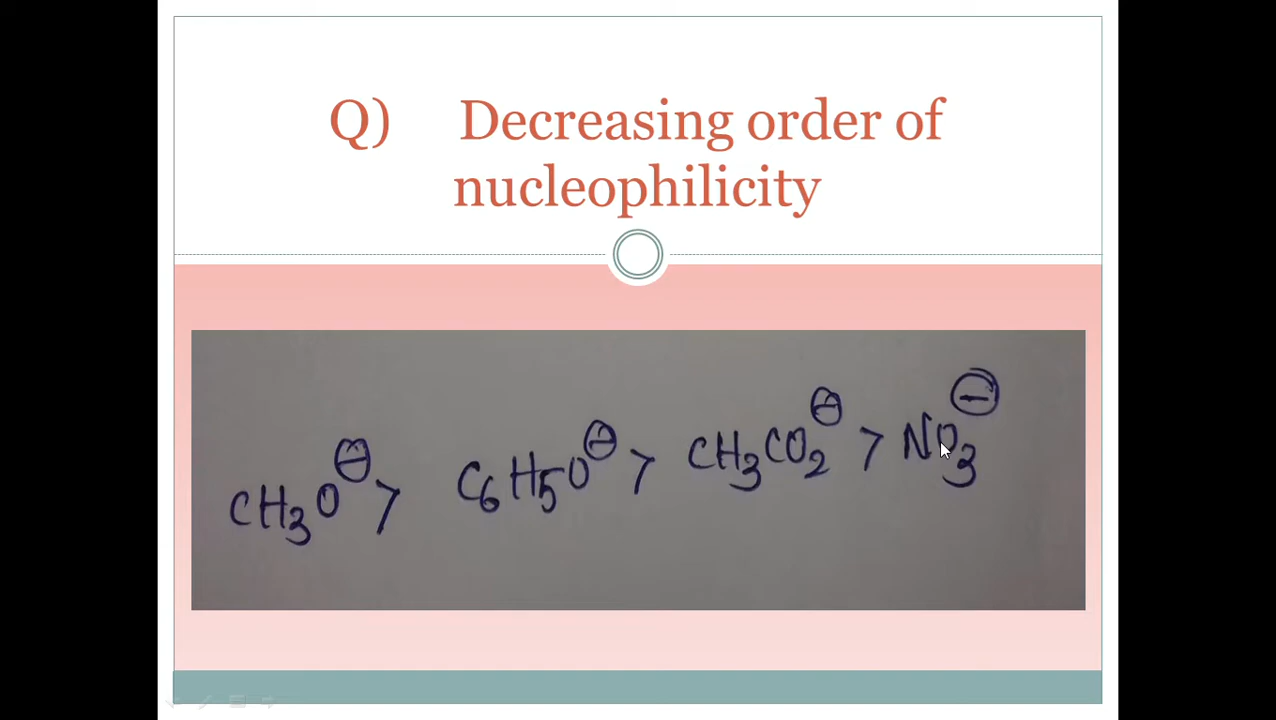 Q) Decreasing order of
nucleophilicity
CH₃O⊖ > C₆H₅O⊖ > CH₃CO₂⊖ > NO₃⊖